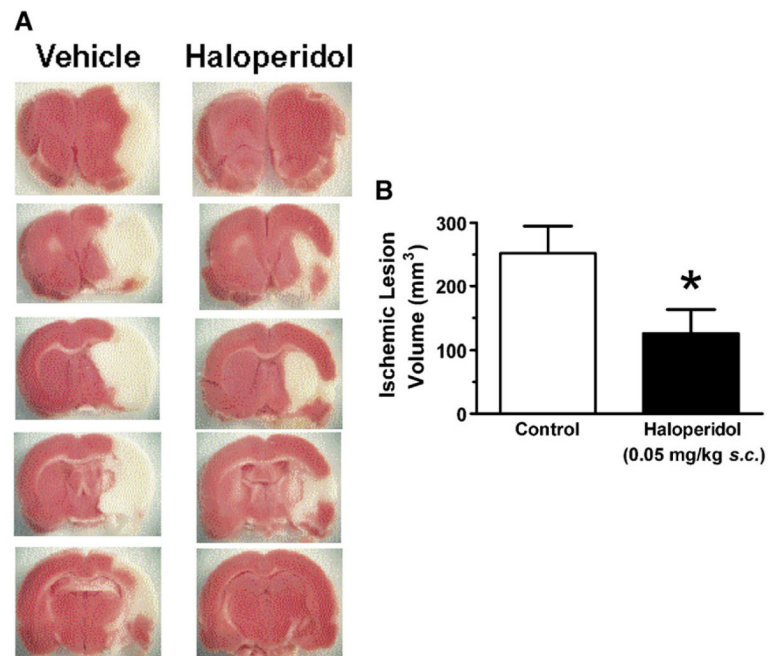 A
Vehicle Haloperidol
B
Ischemic Lesion
Volume (mm³)
300
200
100
0
Control
Haloperidol
(0.05 mg/kg s.c.)
*